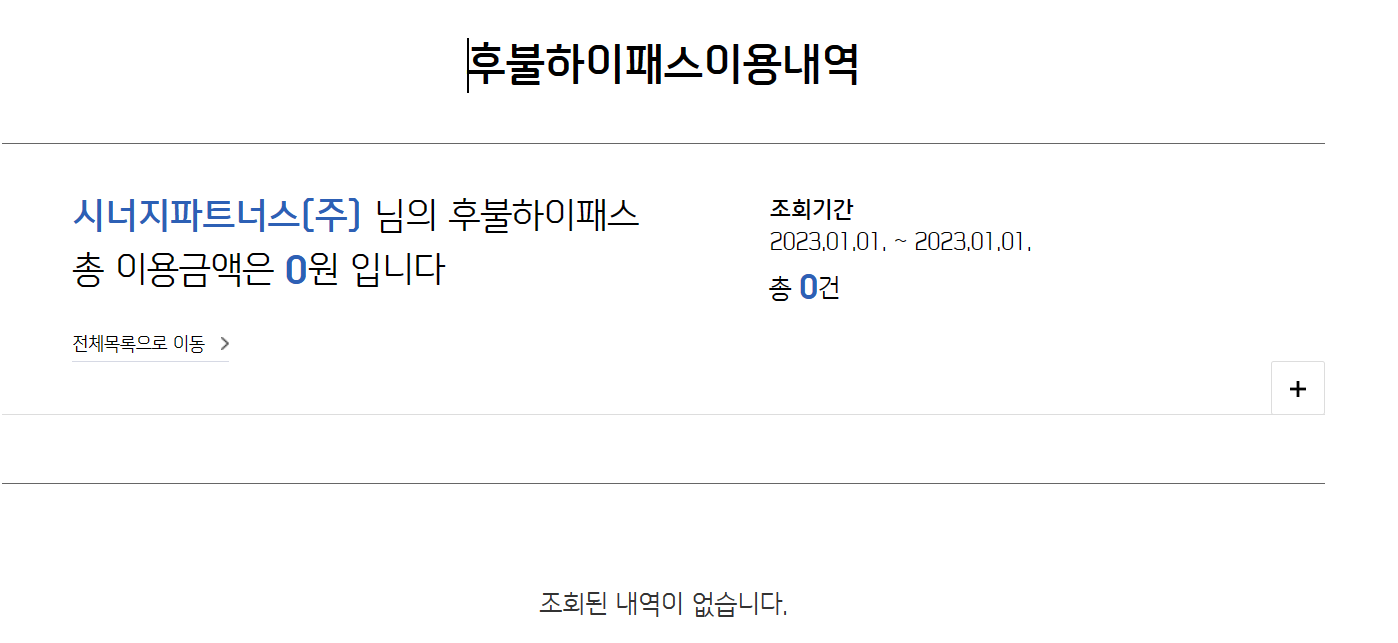 후불하이패스이용내역
시너지파트너스(주) 님의 후불하이패스
총 이용금액은 0원 입니다
전체목록으로 이동 >
조회기간
2023.01.01. ~ 2023.01.01.
총 0건
+
조회된 내역이 없습니다.